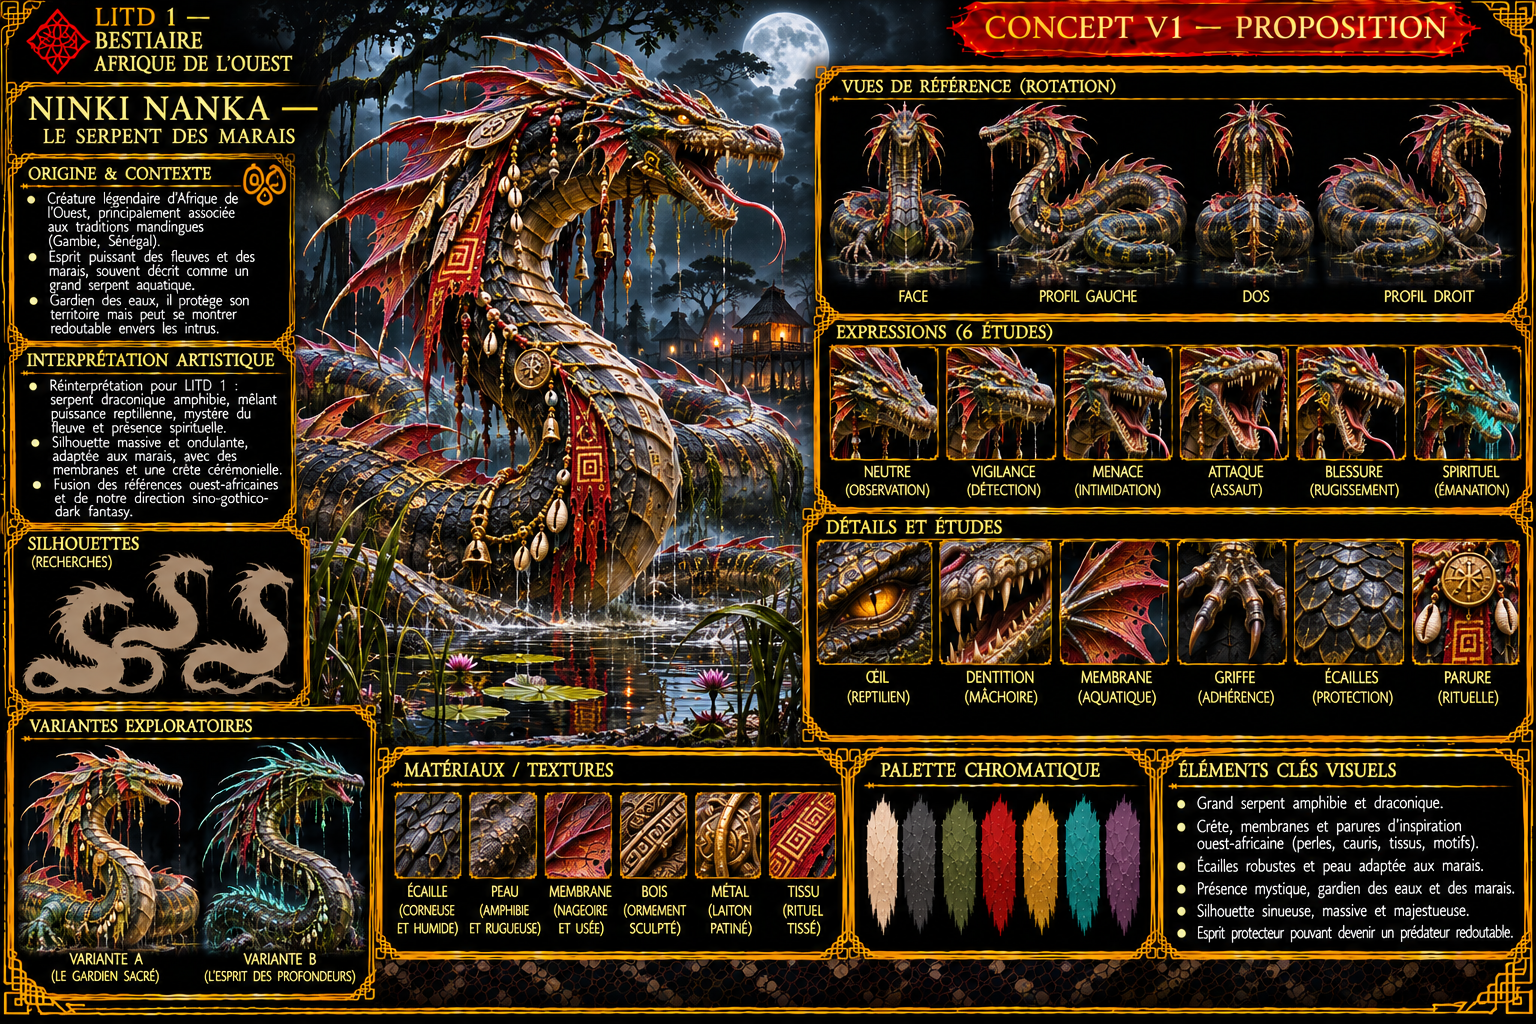 LITD 1 —
BESTIAIRE
AFRIQUE DE L'OUEST
CONCEPT V1 — PROPOSITION
NINKI NANKA —
LE SERPENT DES MARAIS
ORIGINE & CONTEXTE
Créature légendaire d'Afrique de
l'Ouest, principalement associée
aux traditions mandingues
(Gambie, Sénégal).
Esprit puissant des fleuves et des
marais, souvent décrit comme un
grand serpent aquatique.
Gardien des eaux, il protège son
territoire mais peut se montrer
redoutable envers les intrus.
INTERPRÉTATION ARTISTIQUE
Réinterprétation pour LITD 1 :
serpent draconique amphibie, mêlant
puissance reptilienne, mystère du
fleuve et présence spirituelle.
Silhouette massive et ondulante,
adaptée aux marais, avec des
membranes et une crête cérémonielle.
Fusion des références ouest-africaines
et de notre direction sino-gothico-
dark fantasy.
SILHOUETTES
(RECHERCHES)
VARIANTES EXPLORATOIRES
VARIANTE A
(LE GARDIEN SACRÉ)
VARIANTE B
(L'ESPRIT DES PROFONDEURS)
VUES DE RÉFÉRENCE (ROTATION)
FACE
PROFIL GAUCHE
DOS
PROFIL DROIT
EXPRESSIONS (6 ÉTUDES)
NEUTRE
(OBSERVATION)
VIGILANCE
(DÉTECTION)
MENACE
(INTIMIDATION)
ATTAQUE
(ASSAUT)
BLESSURE
(RUGISSEMENT)
SPIRITUEL
(ÉMANATION)
DÉTAILS ET ÉTUDES
ŒIL
(REPTILIEN)
DENTITION
(MÂCHOIRE)
MEMBRANE
(AQUATIQUE)
GRIFFE
(ADHÉRENCE)
ÉCAILLES
(PROTECTION)
PARURE
(RITUELLE)
MATÉRIAUX / TEXTURES
ÉCAILLE
(CORNEUSE
ET HUMIDE)
PEAU
(AMPHIBIE
ET RUGUEUSE)
MEMBRANE
(NAGEOIRE
ET USÉE)
BOIS
(ORMEMENT
SCULPTÉ)
MÉTAL
(LAITON
PATINÉ)
TISSU
(RITUEL
TISSÉ)
PALETTE CHROMATIQUE
ÉLÉMENTS CLÉS VISUELS
Grand serpent amphibie et draconique.
Crête, membranes et parures d'inspiration
ouest-africaine (perles, cauris, tissus, motifs).
Écailles robustes et peau adaptée aux marais.
Présence mystique, gardien des eaux et des marais.
Silhouette sinueuse, massive et majestueuse.
Esprit protecteur pouvant devenir un prédateur redoutable.